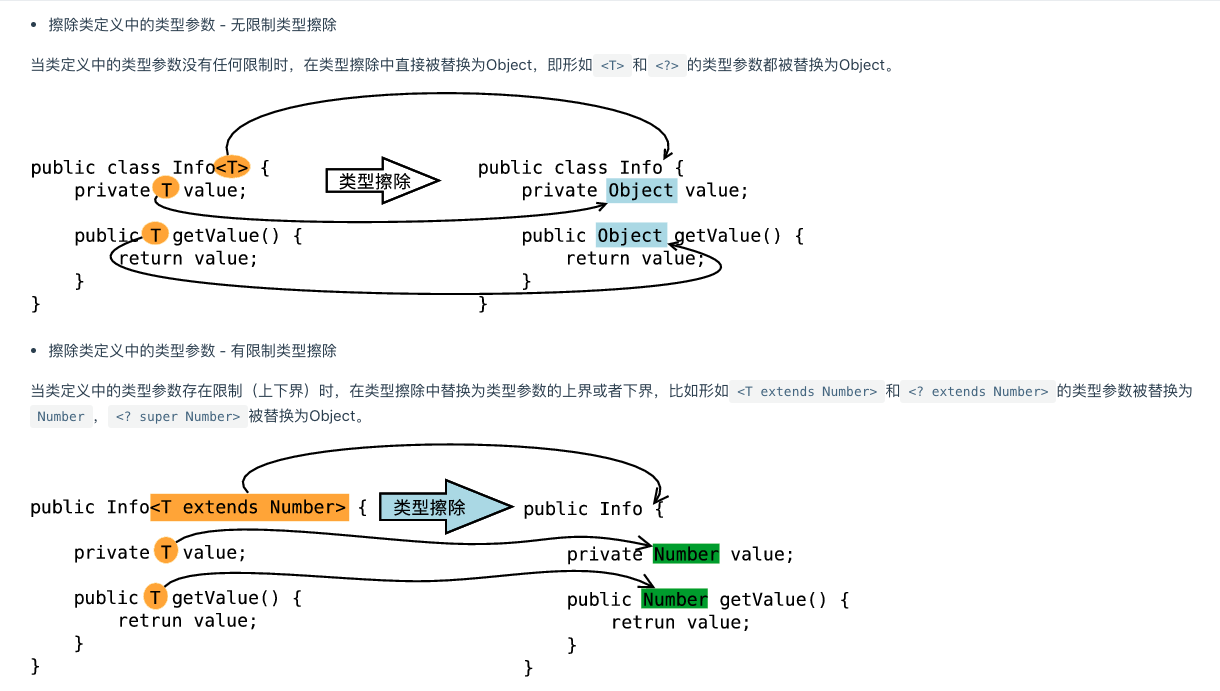 • 擦除类定义中的类型参数 - 无限制类型擦除
当类定义中的类型参数没有任何限制时，在类型擦除中直接被替换为Object，即形如 <T> 和 <?> 的类型参数都被替换为Object。
public class Info<T> {
private T value;
public T getValue() {
return value;
}
}
类型擦除
public class Info {
private Object value;
public Object getValue() {
return value;
}
}
• 擦除类定义中的类型参数 - 有限制类型擦除
当类定义中的类型参数存在限制（上下界）时，在类型擦除中替换为类型参数的上界或者下界，比如形如 <T extends Number> 和 <? extends Number> 的类型参数被替换为
Number ， <? super Number> 被替换为Object。
public Info<T extends Number> {
private T value;
public T getValue() {
retrun value;
}
}
类型擦除
public Info {
private Number value;
public Number getValue() {
retrun value;
}
}